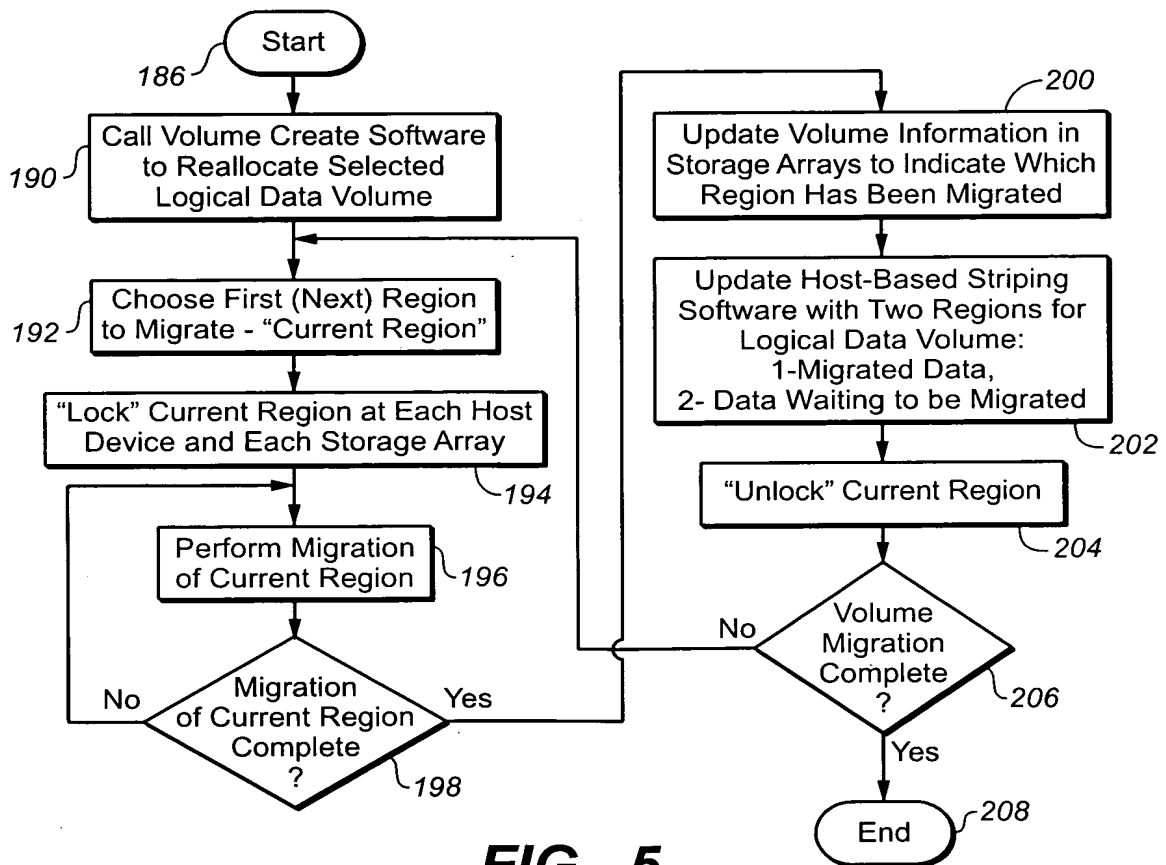 Start
186
Call Volume Create Software
to Reallocate Selected
Logical Data Volume
190
Choose First (Next) Region
to Migrate - “Current Region”
192
“Lock” Current Region at Each Host
Device and Each Storage Array
194
Perform Migration
of Current Region
196
Migration
of Current Region
Complete
?
198
No
Yes
200
Update Volume Information in
Storage Arrays to Indicate Which
Region Has Been Migrated
Update Host-Based Striping
Software with Two Regions for
Logical Data Volume:
1-Migrated Data,
2- Data Waiting to be Migrated
202
“Unlock” Current Region
204
Volume
Migration
Complete
?
206
No
Yes
End
208
FIG._5